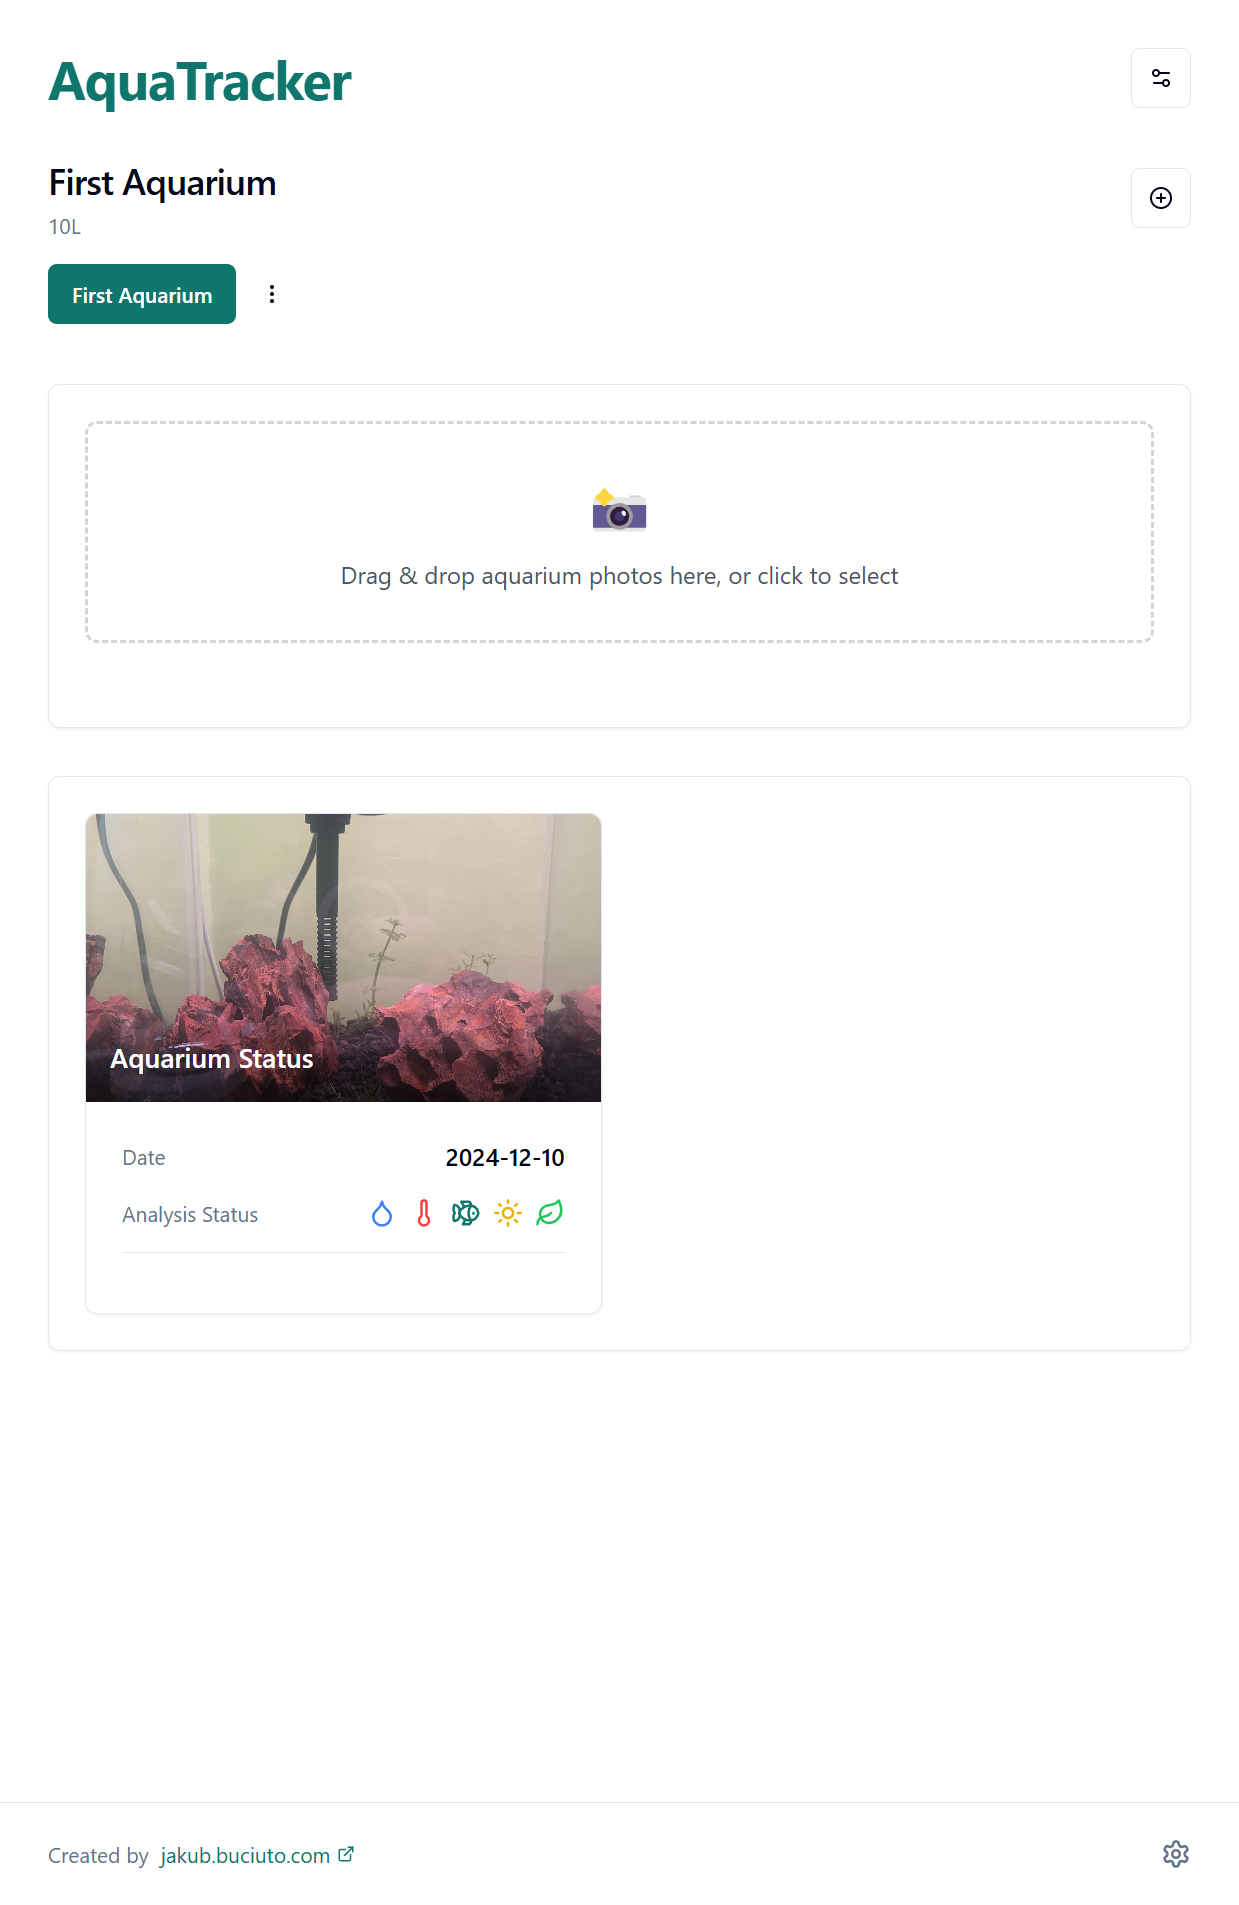 AquaTracker
First Aquarium
10L
First Aquarium
Drag & drop aquarium photos here, or click to select
Aquarium Status
Date 2024-12-10
Analysis Status
Created by jakub.buciuto.com